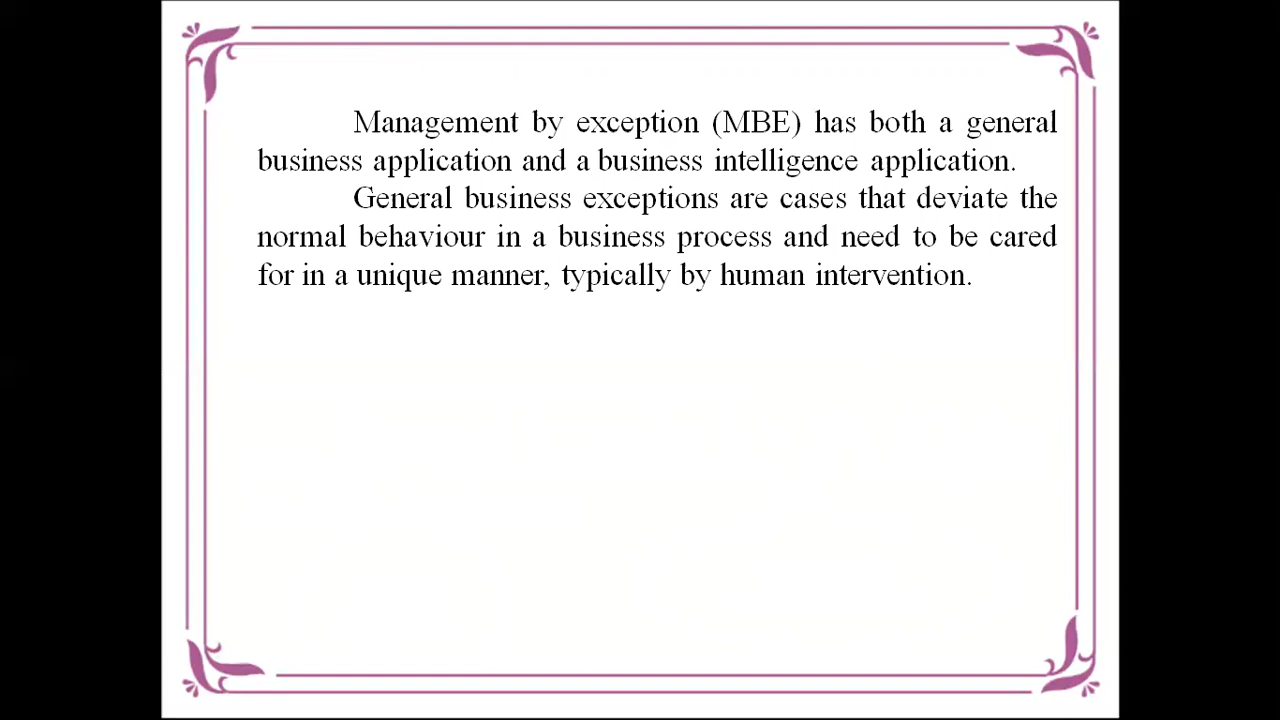 Management by exception (MBE) has both a general
business application and a business intelligence application.
General business exceptions are cases that deviate the
normal behaviour in a business process and need to be cared
for in a unique manner, typically by human intervention.